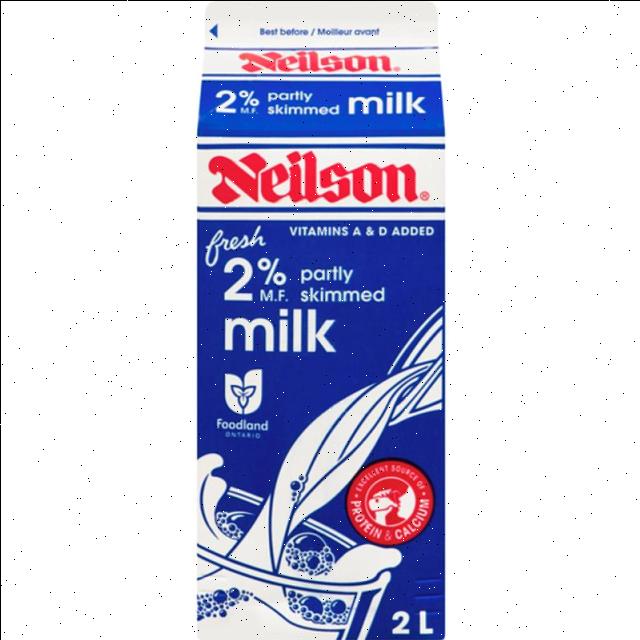 Best before / Meilleur avant
Neilson®
2% M.F. partly skimmed milk
Neilson®
VITAMINS A & D ADDED
fresh
2% M.F. partly skimmed
milk
Foodland
ONTARIO
EXCELLENT SOURCE OF
PROTEIN & CALCIUM
2 L